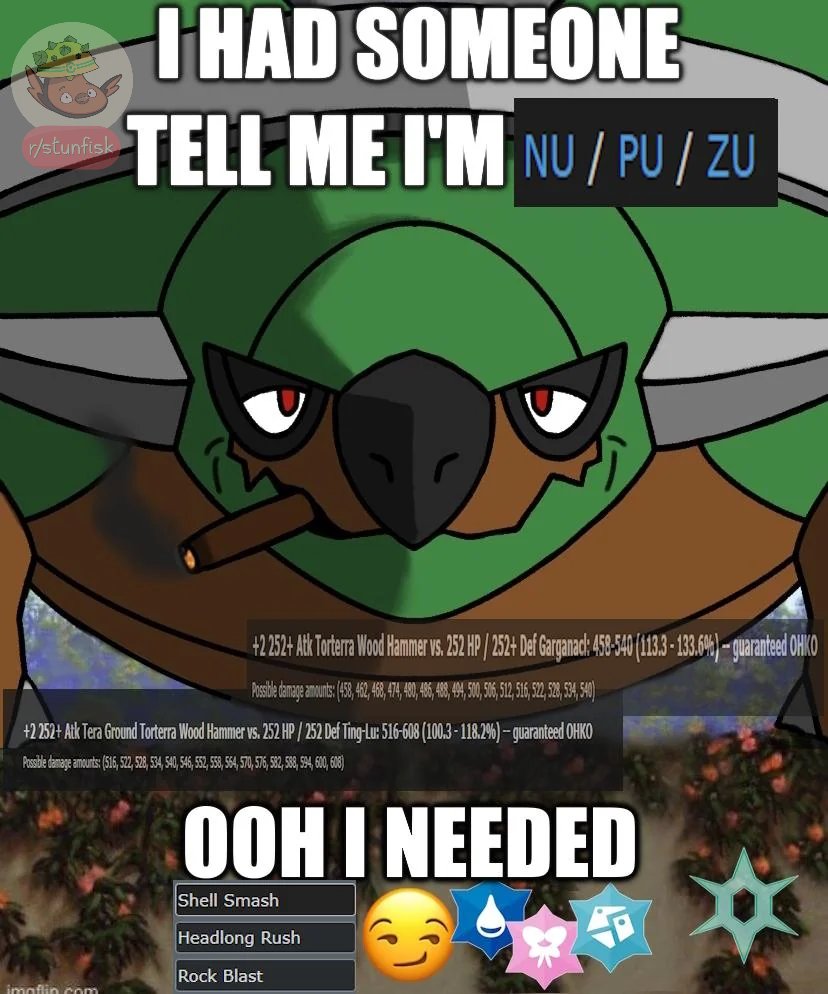 I HAD SOMEONE
r/stunfisk
TELL ME I'M NU / PU / ZU
+2 252+ Atk Torterra Wood Hammer vs. 252 HP / 252+ Def Garganacl: 458-540 (113.3 - 133.6%) -- guaranteed OHKO
Possible damage amounts: (458, 462, 468, 474, 480, 486, 488, 494, 500, 506, 512, 516, 522, 528, 534, 540)
+2 252+ Atk Tera Ground Torterra Wood Hammer vs. 252 HP / 252 Def Ting-Lu: 516-608 (100.3 - 118.2%) -- guaranteed OHKO
Possible damage amounts: (516, 522, 528, 534, 540, 546, 552, 558, 564, 570, 576, 582, 588, 594, 600, 608)
OOH I NEEDED
Shell Smash
Headlong Rush
Rock Blast
imgflip.com